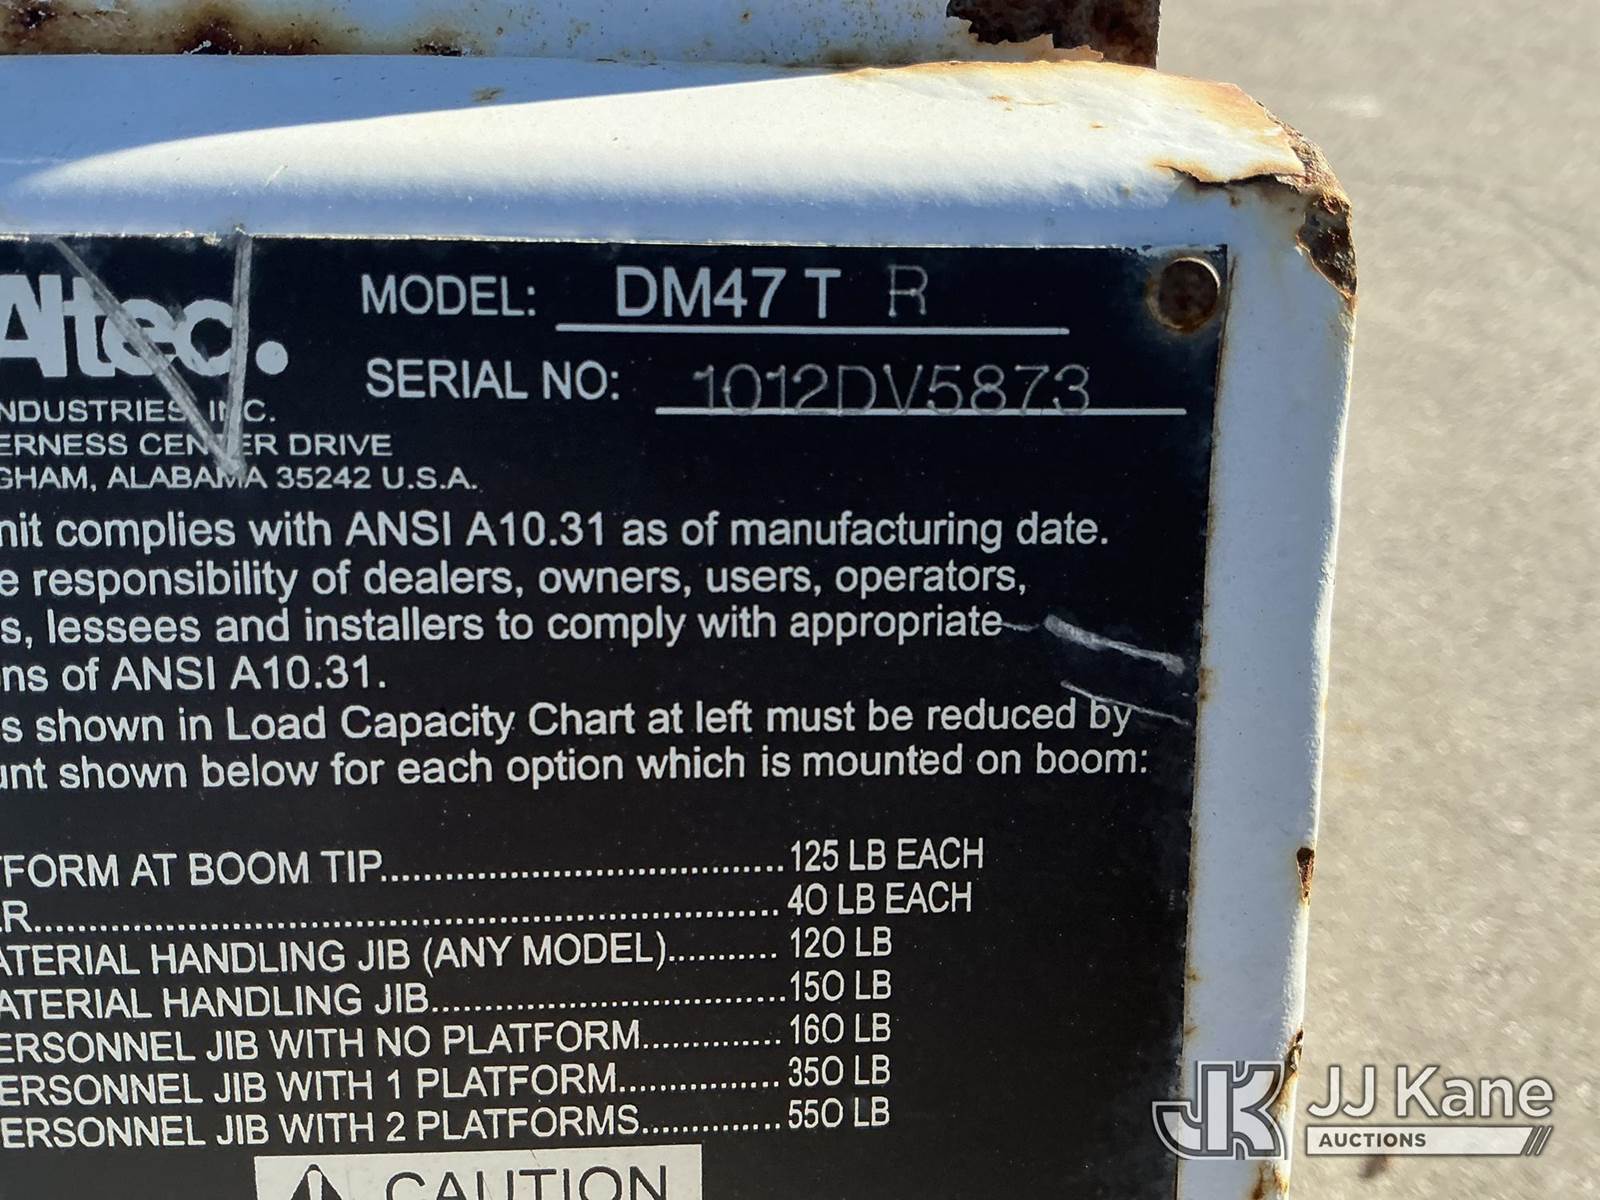 Altec.
MODEL: DM47 T R
SERIAL NO: 1012DV5873
NDUSTRIES, INC.
ERNESS CENTER DRIVE
GHAM, ALABAMA 35242 U.S.A.
nit complies with ANSI A10.31 as of manufacturing date.
e responsibility of dealers, owners, users, operators,
s, lessees and installers to comply with appropriate
ns of ANSI A10.31.
s shown in Load Capacity Chart at left must be reduced by
unt shown below for each option which is mounted on boom:
FORM AT BOOM TIP....................................... 125 LB EACH
R........................................................................ 40 LB EACH
ATERIAL HANDLING JIB (ANY MODEL)........... 120 LB
ATERIAL HANDLING JIB.................................. 150 LB
ERSONNEL JIB WITH NO PLATFORM.............. 160 LB
ERSONNEL JIB WITH 1 PLATFORM................ 350 LB
ERSONNEL JIB WITH 2 PLATFORMS.............. 550 LB
CAUTION
JJ Kane
AUCTIONS